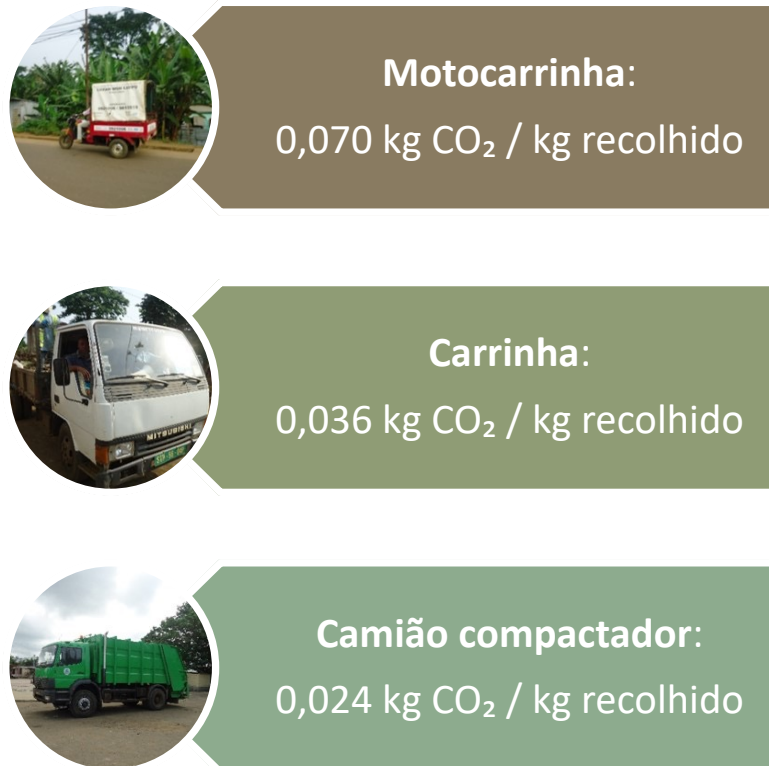 Motocarrinha:
0,070 kg CO₂ / kg recolhido
Carrinha:
0,036 kg CO₂ / kg recolhido
MITSUBISHI
Camião compactador:
0,024 kg CO₂ / kg recolhido